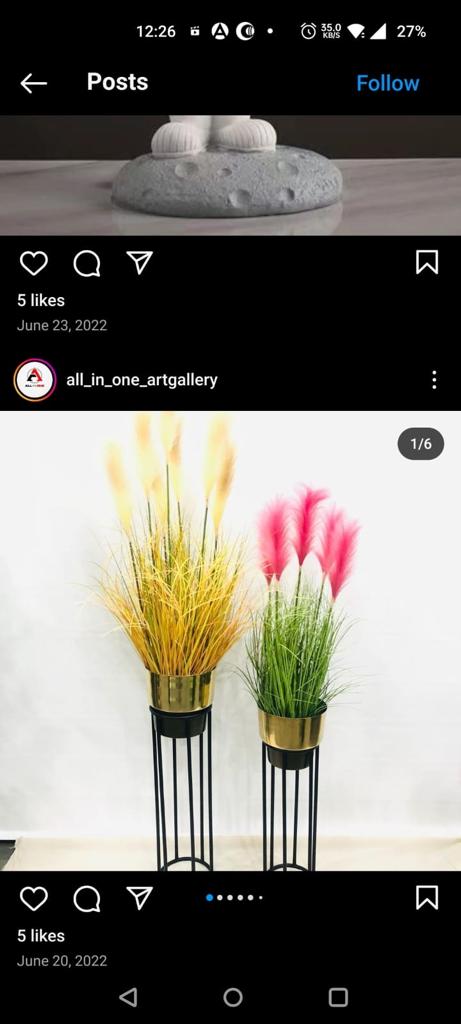 12:26
35.0
KB/S
27%
Posts
Follow
5 likes
June 23, 2022
all_in_one_artgallery
1/6
5 likes
June 20, 2022